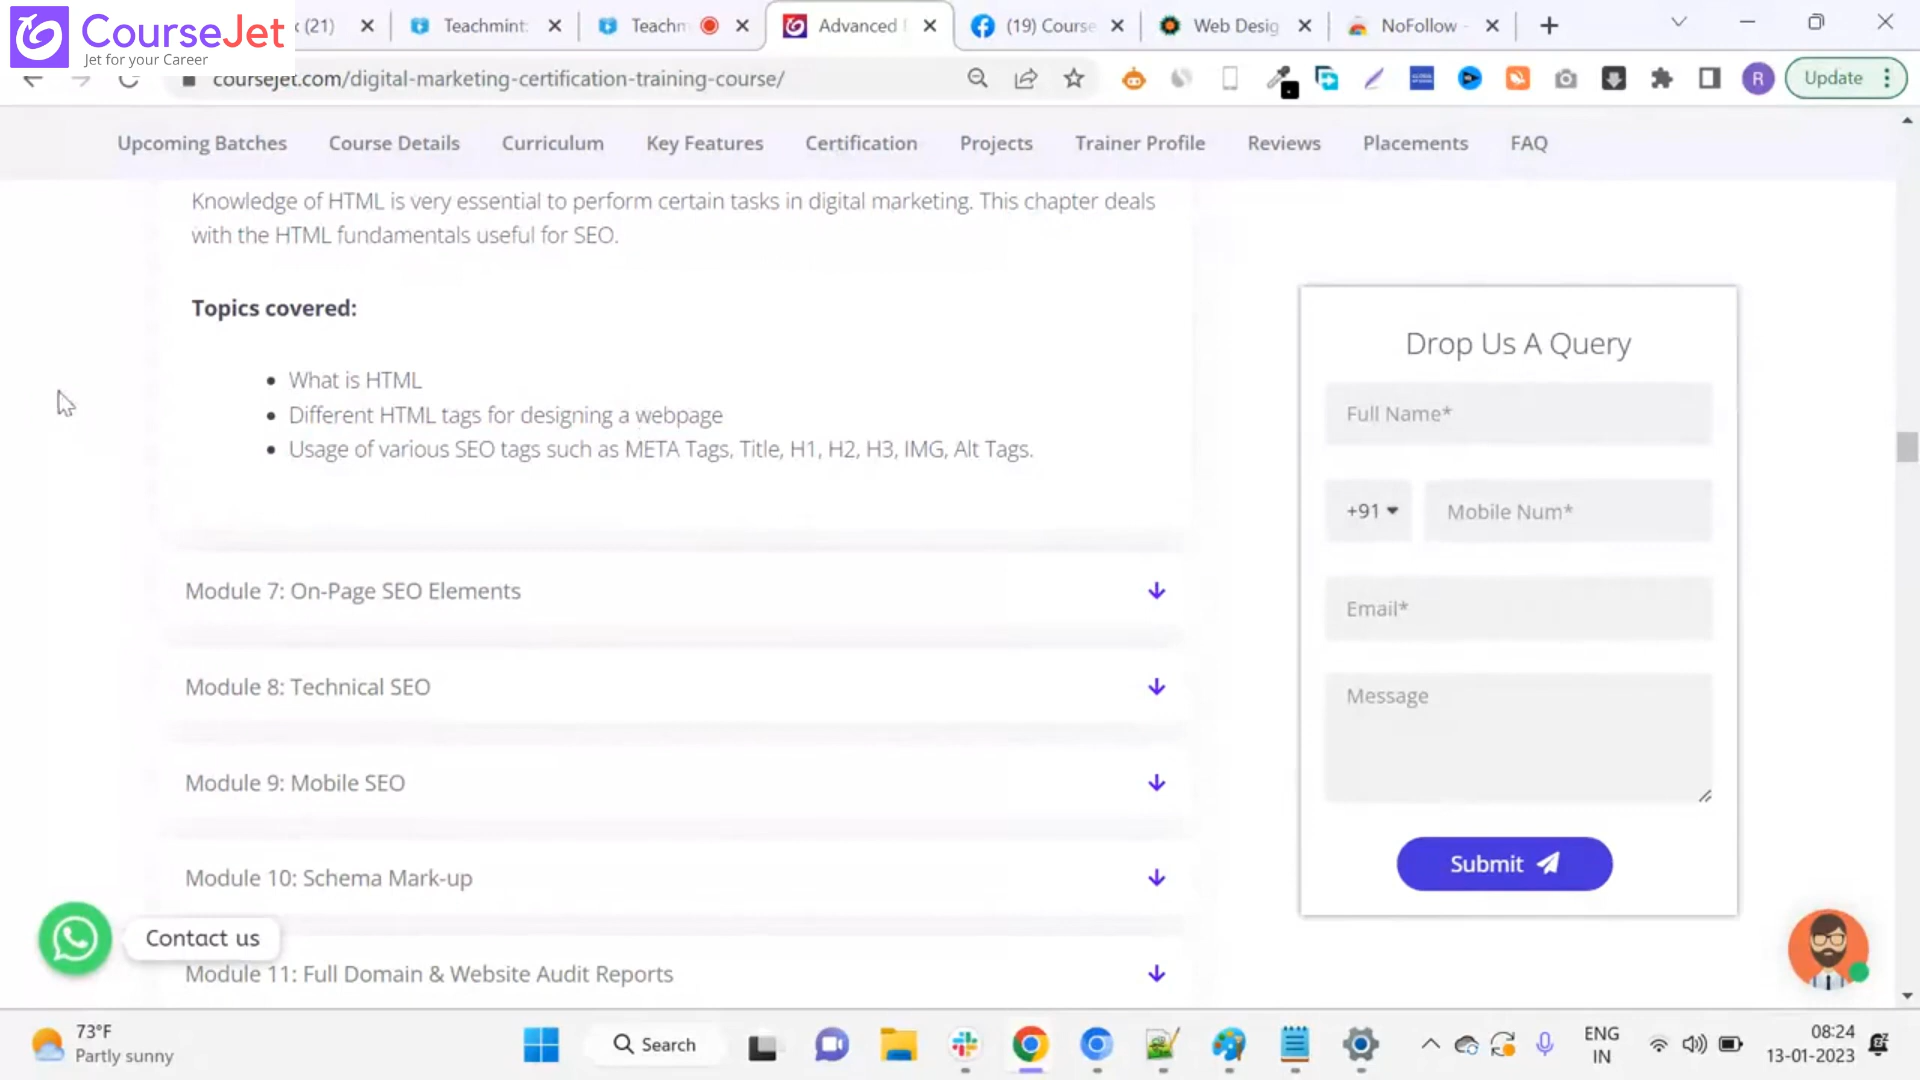 CourseJet
Jet for your Career
(21)
Teachmint
Teachm
Advanced
(19) Course
Web Desig
NoFollow -
coursejet.com/digital-marketing-certification-training-course/
R
Update
Upcoming Batches
Course Details
Curriculum
Key Features
Certification
Projects
Trainer Profile
Reviews
Placements
FAQ
Knowledge of HTML is very essential to perform certain tasks in digital marketing. This chapter deals
with the HTML fundamentals useful for SEO.
Topics covered:
What is HTML
Different HTML tags for designing a webpage
Usage of various SEO tags such as META Tags, Title, H1, H2, H3, IMG, Alt Tags.
Module 7: On-Page SEO Elements
Module 8: Technical SEO
Module 9: Mobile SEO
Module 10: Schema Mark-up
Module 11: Full Domain & Website Audit Reports
Contact us
Drop Us A Query
Full Name*
+91
Mobile Num*
Email*
Message
Submit
73°F
Partly sunny
Search
ENG
IN
08:24
13-01-2023